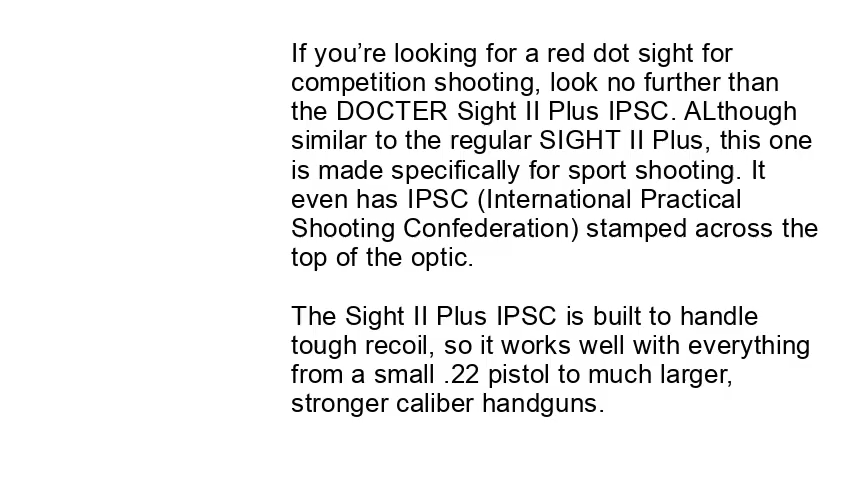 If you’re looking for a red dot sight for
competition shooting, look no further than
the DOCTER Sight II Plus IPSC. ALthough
similar to the regular SIGHT II Plus, this one
is made specifically for sport shooting. It
even has IPSC (International Practical
Shooting Confederation) stamped across the
top of the optic.
The Sight II Plus IPSC is built to handle
tough recoil, so it works well with everything
from a small .22 pistol to much larger,
stronger caliber handguns.